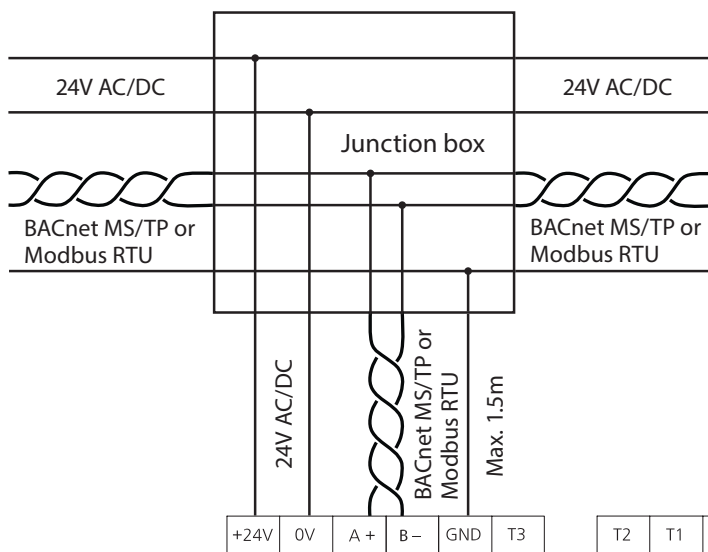 24V AC/DC
24V AC/DC
Junction box
BACnet MS/TP or
Modbus RTU
BACnet MS/TP or
Modbus RTU
24V AC/DC
BACnet MS/TP or
Modbus RTU
Max. 1.5m
+24V 0V A + B – GND T3 T2 T1